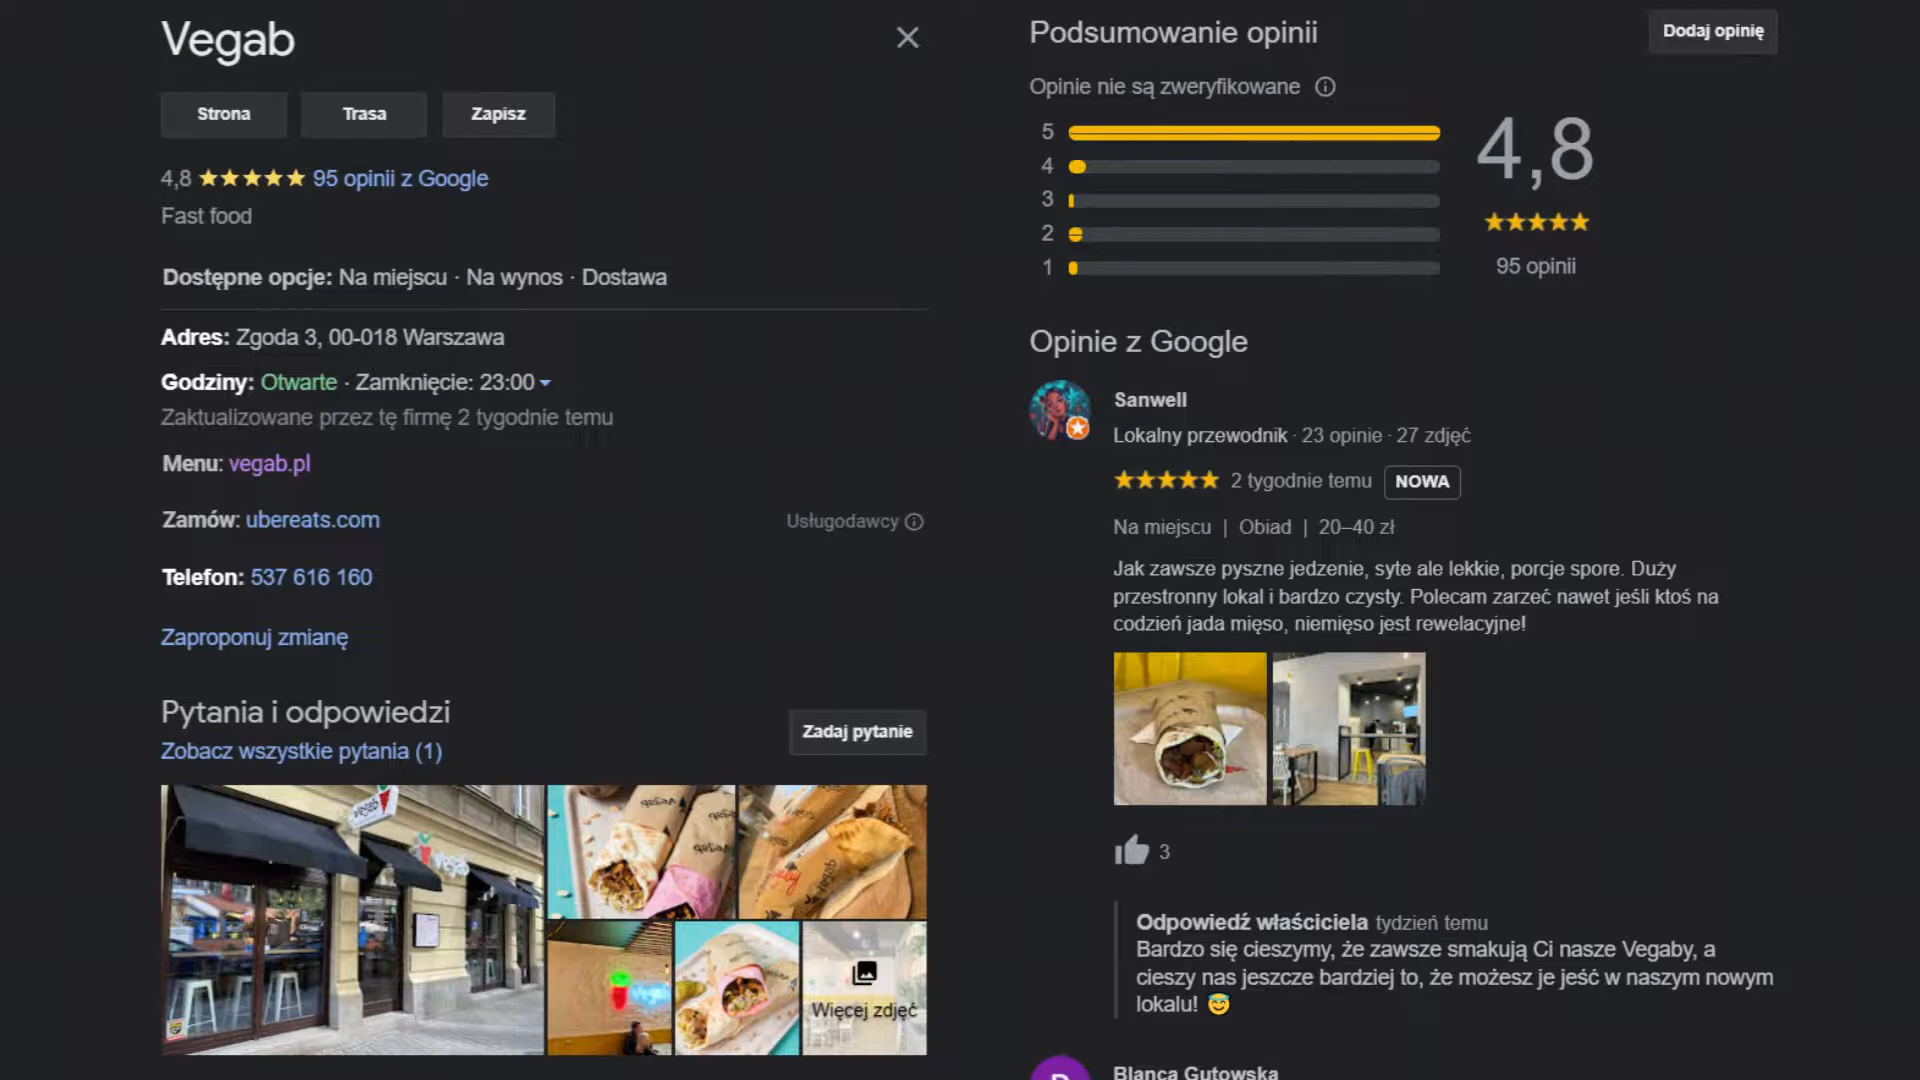 Vegab
Strona
Trasa
Zapisz
4,8
95 opinii z Google
Fast food
Dostępne opcje: Na miejscu · Na wynos · Dostawa
Adres: Zgoda 3, 00-018 Warszawa
Godziny: Otwarte · Zamknięcie: 23:00
Zaktualizowane przez tę firmę 2 tygodnie temu
Menu: vegab.pl
Zamów: ubereats.com
Usługodawcy
Telefon: 537 616 160
Zaproponuj zmianę
Pytania i odpowiedzi
Zobacz wszystkie pytania (1)
Zadaj pytanie
vegab
Więcej zdjęć
Podsumowanie opinii
Dodaj opinię
Opinie nie są zweryfikowane
5
4
3
2
1
4,8
95 opinii
Opinie z Google
Sanwell
Lokalny przewodnik · 23 opinie · 27 zdjęć
2 tygodnie temu
NOWA
Na miejscu | Obiad | 20–40 zł
Jak zawsze pyszne jedzenie, syte ale lekkie, porcje spore. Duży
przestronny lokal i bardzo czysty. Polecam zarzeć nawet jeśli ktoś na
codzień jada mięso, niemięso jest rewelacyjne!
3
Odpowiedź właściciela tydzień temu
Bardzo się cieszymy, że zawsze smakują Ci nasze Vegaby, a
cieszy nas jeszcze bardziej to, że możesz je jeść w naszym nowym
lokalu! 😇
Blanca Gutowska